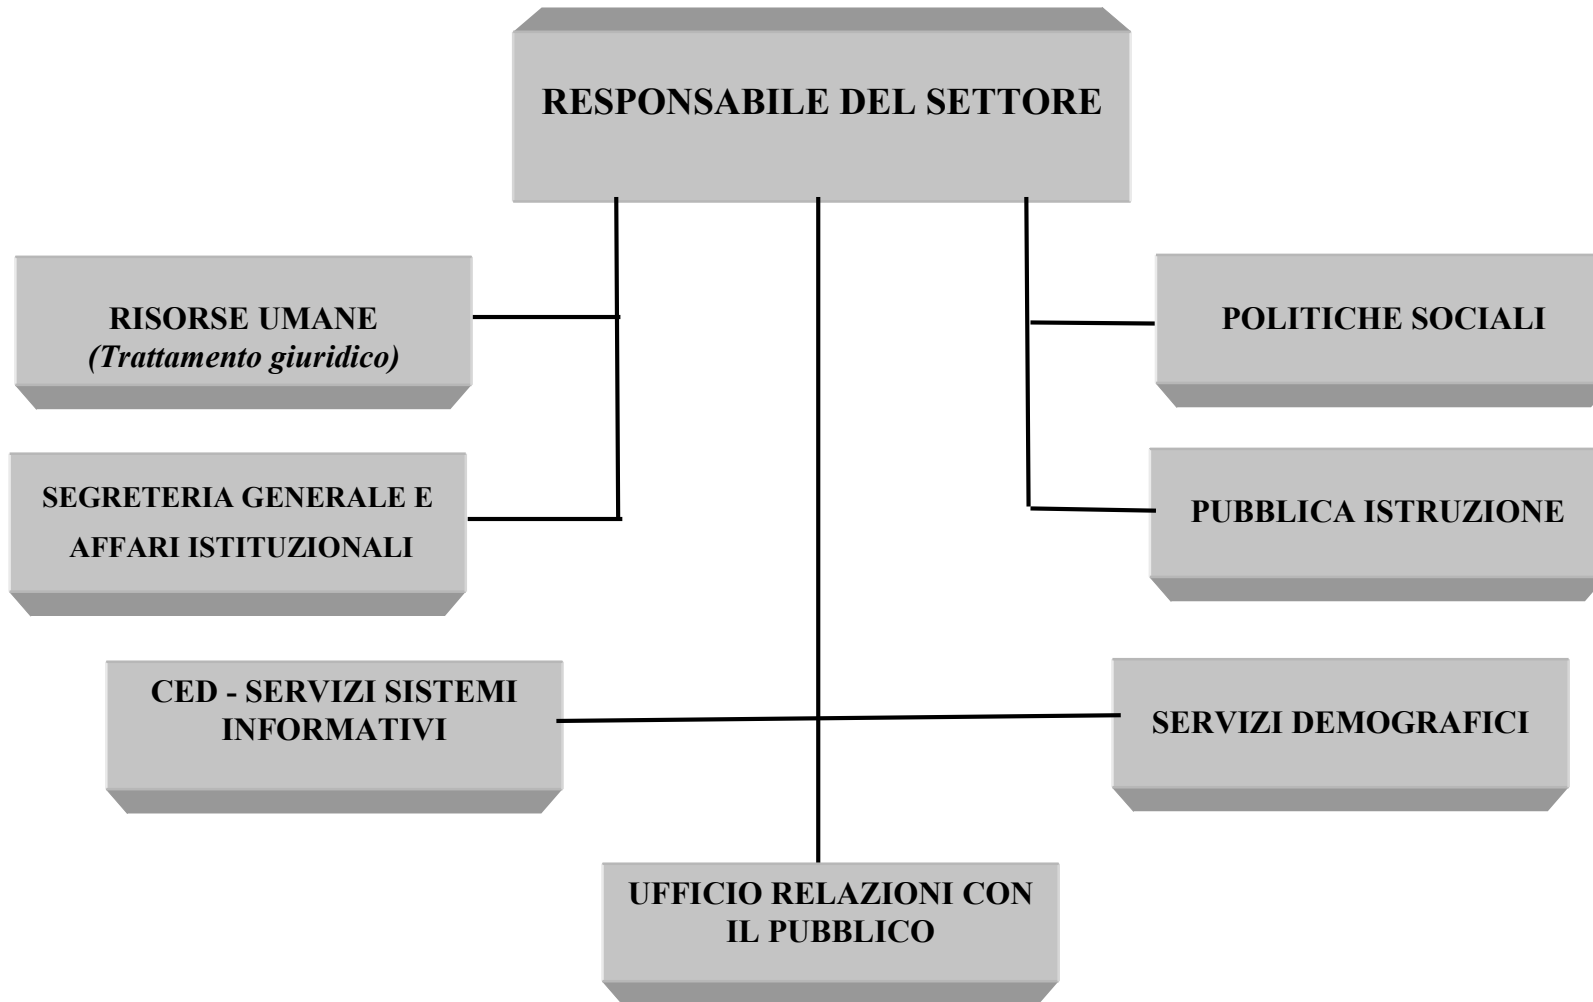 RESPONSABILE DEL SETTORE
RISORSE UMANE
(Trattamento giuridico)
POLITICHE SOCIALI
SEGRETERIA GENERALE E
AFFARI ISTITUZIONALI
PUBBLICA ISTRUZIONE
CED - SERVIZI SISTEMI
INFORMATIVI
SERVIZI DEMOGRAFICI
UFFICIO RELAZIONI CON
IL PUBBLICO